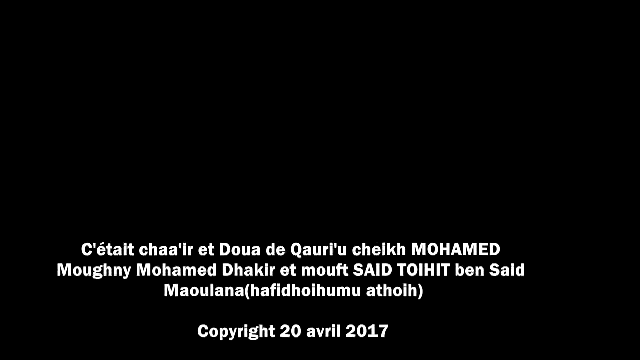 C'était chaa'ir et Doua de Qauri'u cheikh MOHAMED
Moughny Mohamed Dhakir et mouft SAID TOIHIT ben Said
Maoulana(hafidhoihumu athoih)
Copyright 20 avril 2017